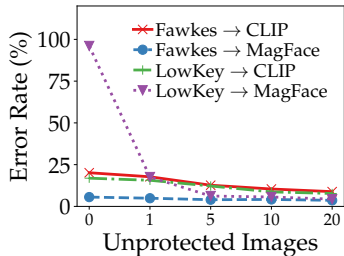 Error Rate (%)
100
75
50
25
0
Fawkes → CLIP
Fawkes → MagFace
LowKey → CLIP
LowKey → MagFace
0 1 5 10 20
Unprotected Images